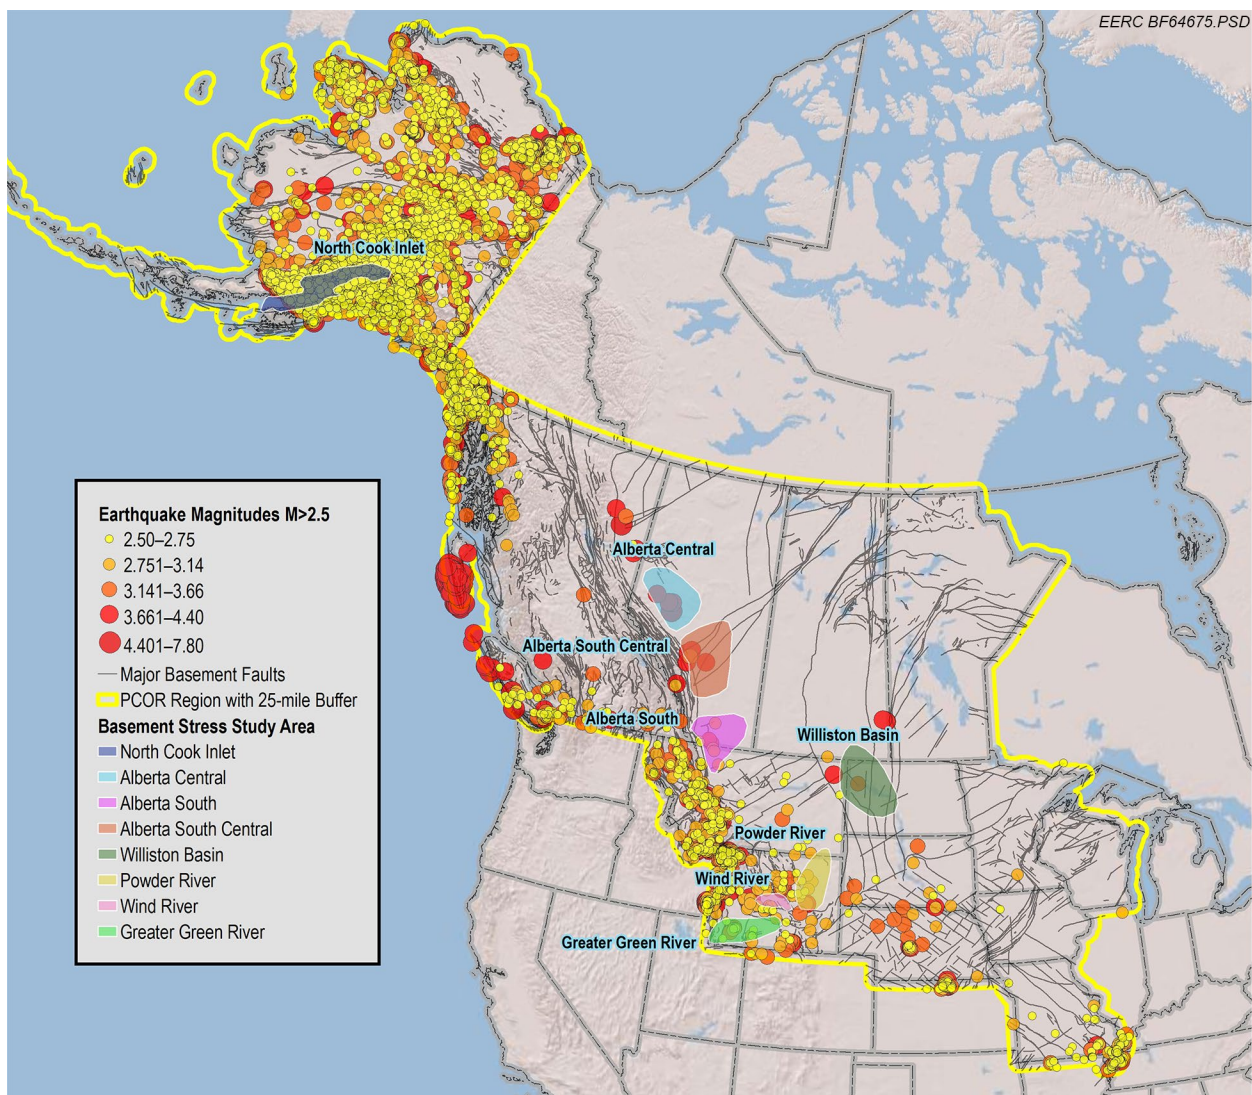 EERC BF64675.PSD
North Cook Inlet
Alberta Central
Alberta South Central
Alberta South
Williston Basin
Powder River
Wind River
Greater Green River
Earthquake Magnitudes M>2.5
2.50–2.75
2.751–3.14
3.141–3.66
3.661–4.40
4.401–7.80
Major Basement Faults
PCOR Region with 25-mile Buffer
Basement Stress Study Area
North Cook Inlet
Alberta Central
Alberta South
Alberta South Central
Williston Basin
Powder River
Wind River
Greater Green River